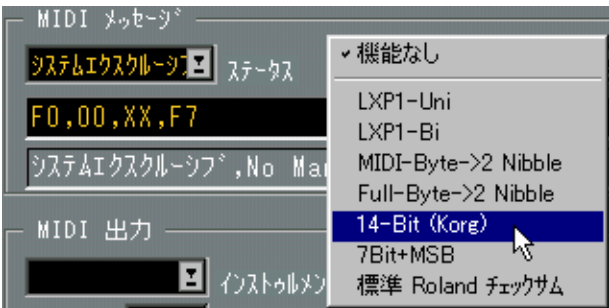 MIDI ﾒｯｾｰｼﾞ
ｼｽﾃﾑｴｸｽｸﾙｰｼﾌ
ｽﾃｰﾀｽ
F0,00,XX,F7
ｼｽﾃﾑｴｸｽｸﾙｰｼﾌﾞ,No Ma
MIDI 出力
ｲﾝｽﾄｩﾙﾒﾝ
✓機能なし
LXP1-Uni
LXP1-Bi
MIDI-Byte->2 Nibble
Full-Byte->2 Nibble
14-Bit (Korg)
7Bit+MSB
標準 Roland ﾁｪｯｸサム